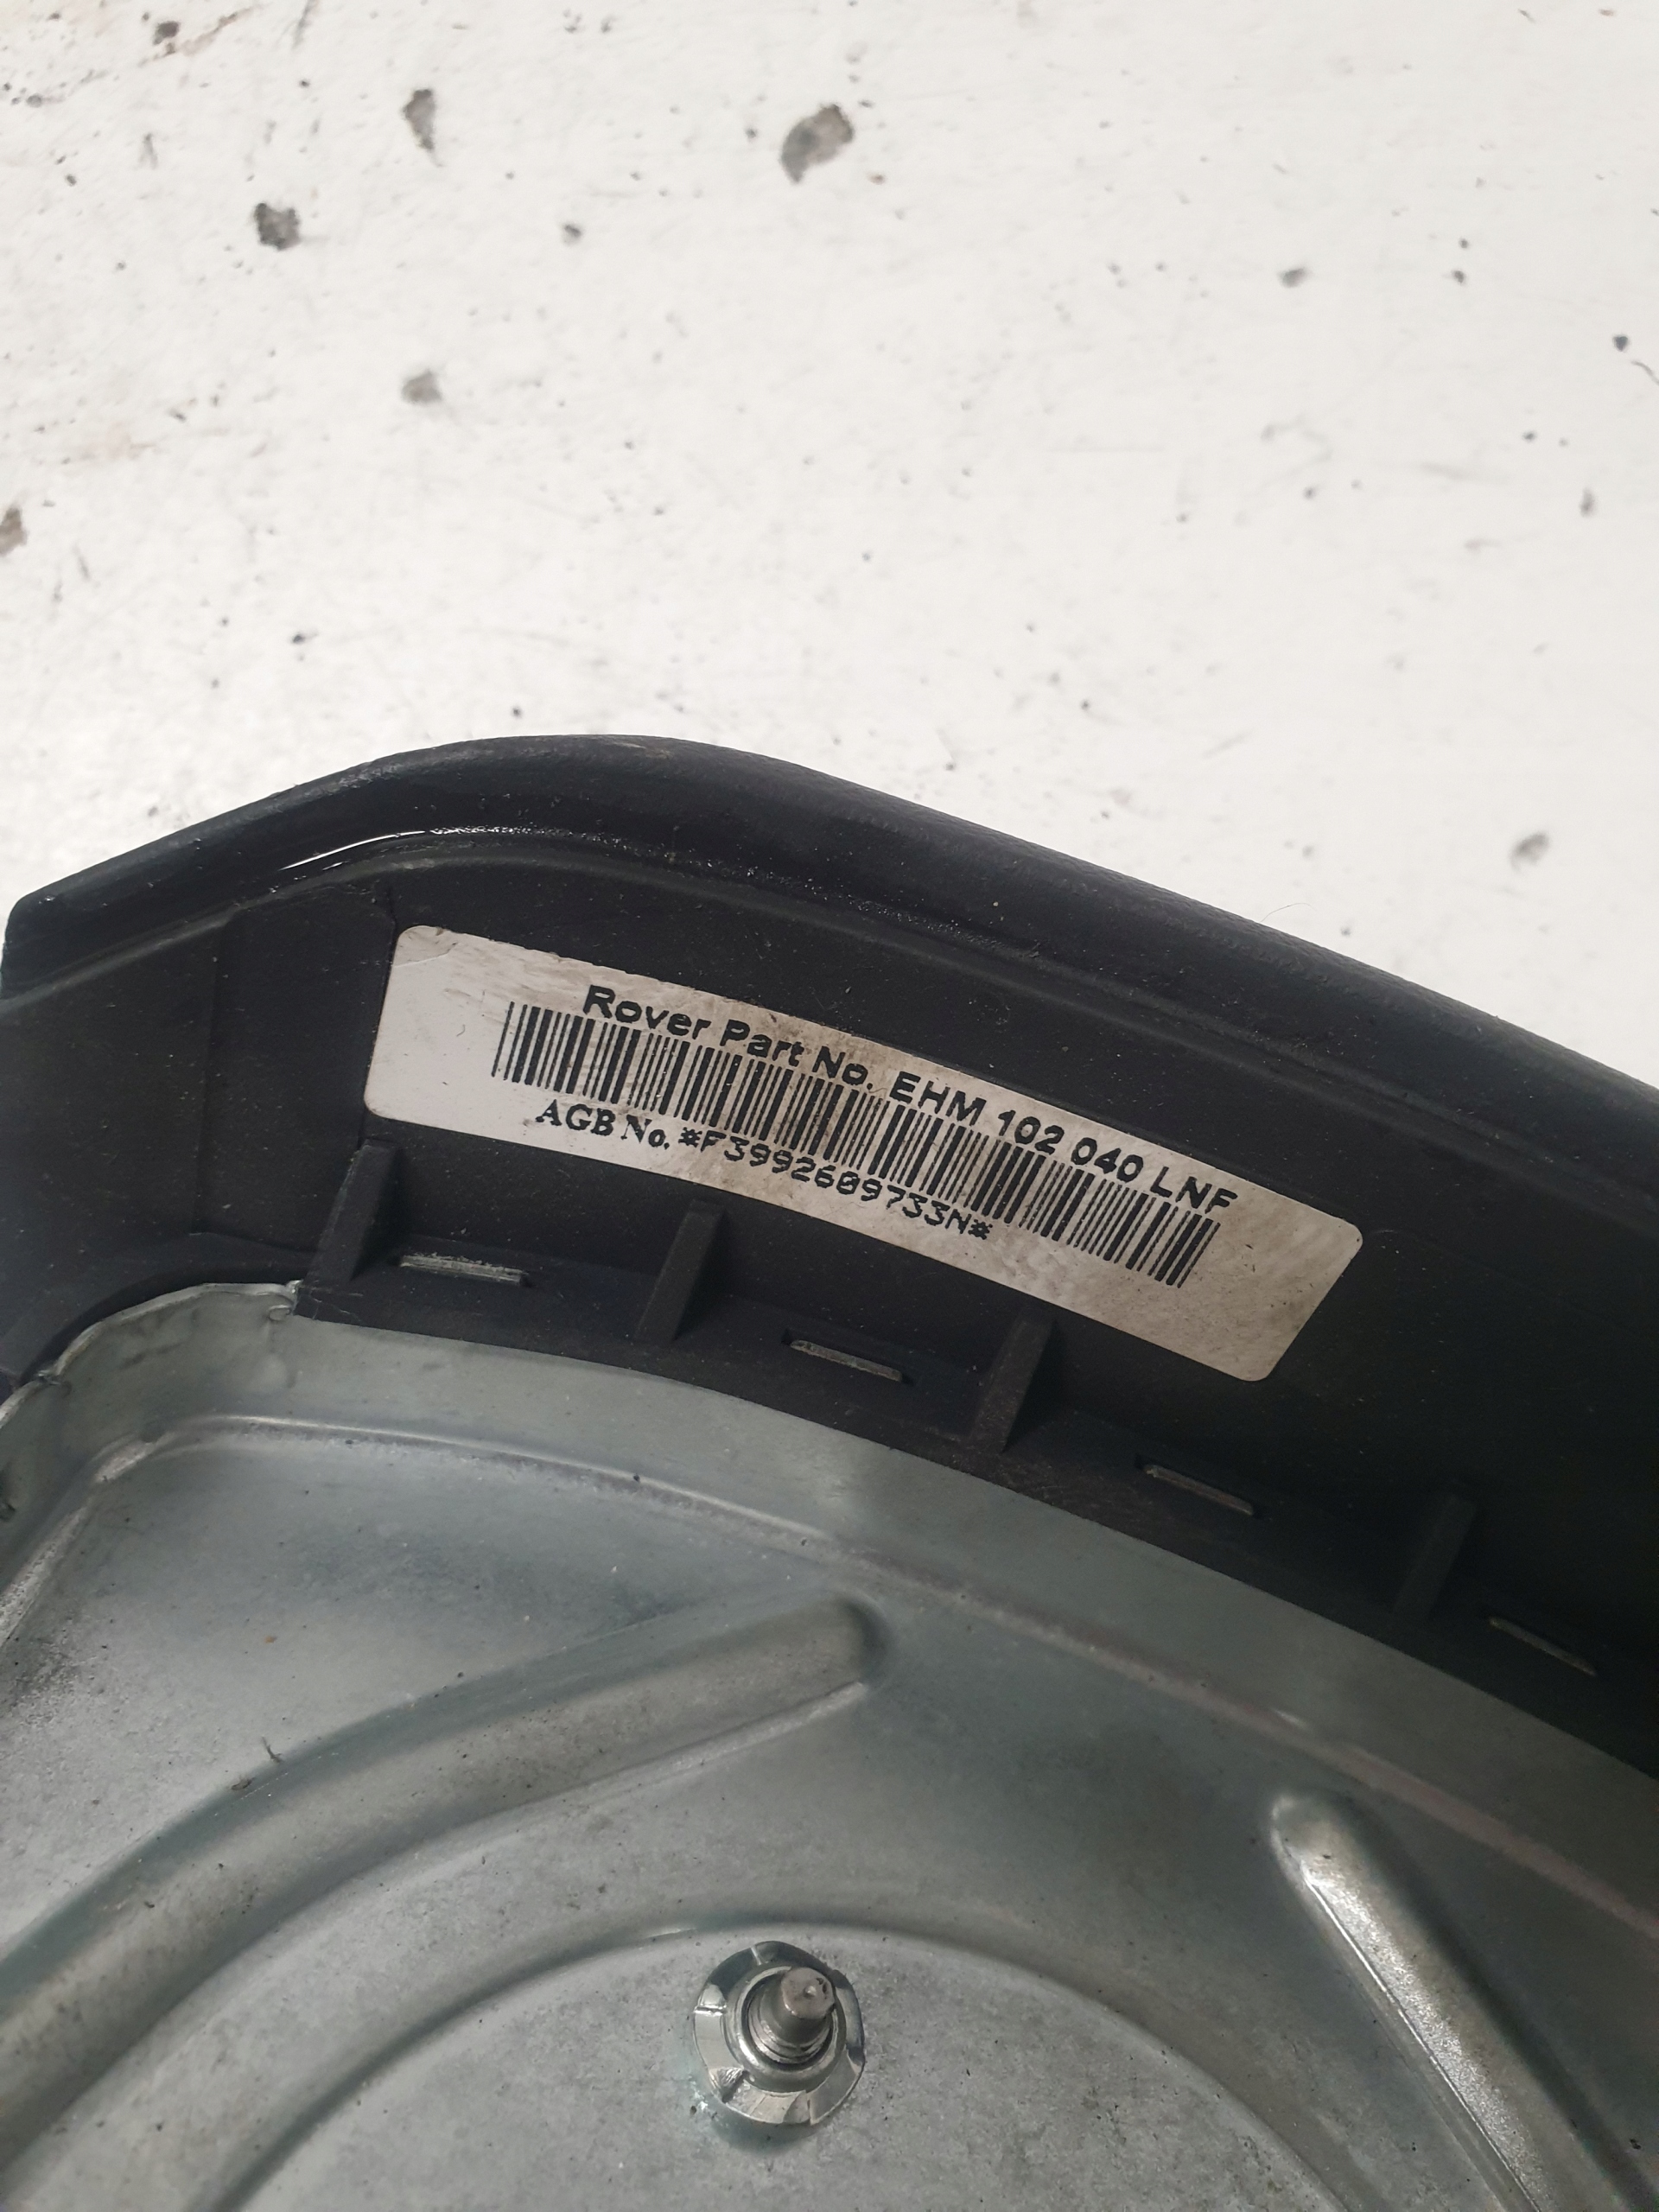 Rover Part No. EHM 102 040 LNF
AGB No. *F3992609733N*